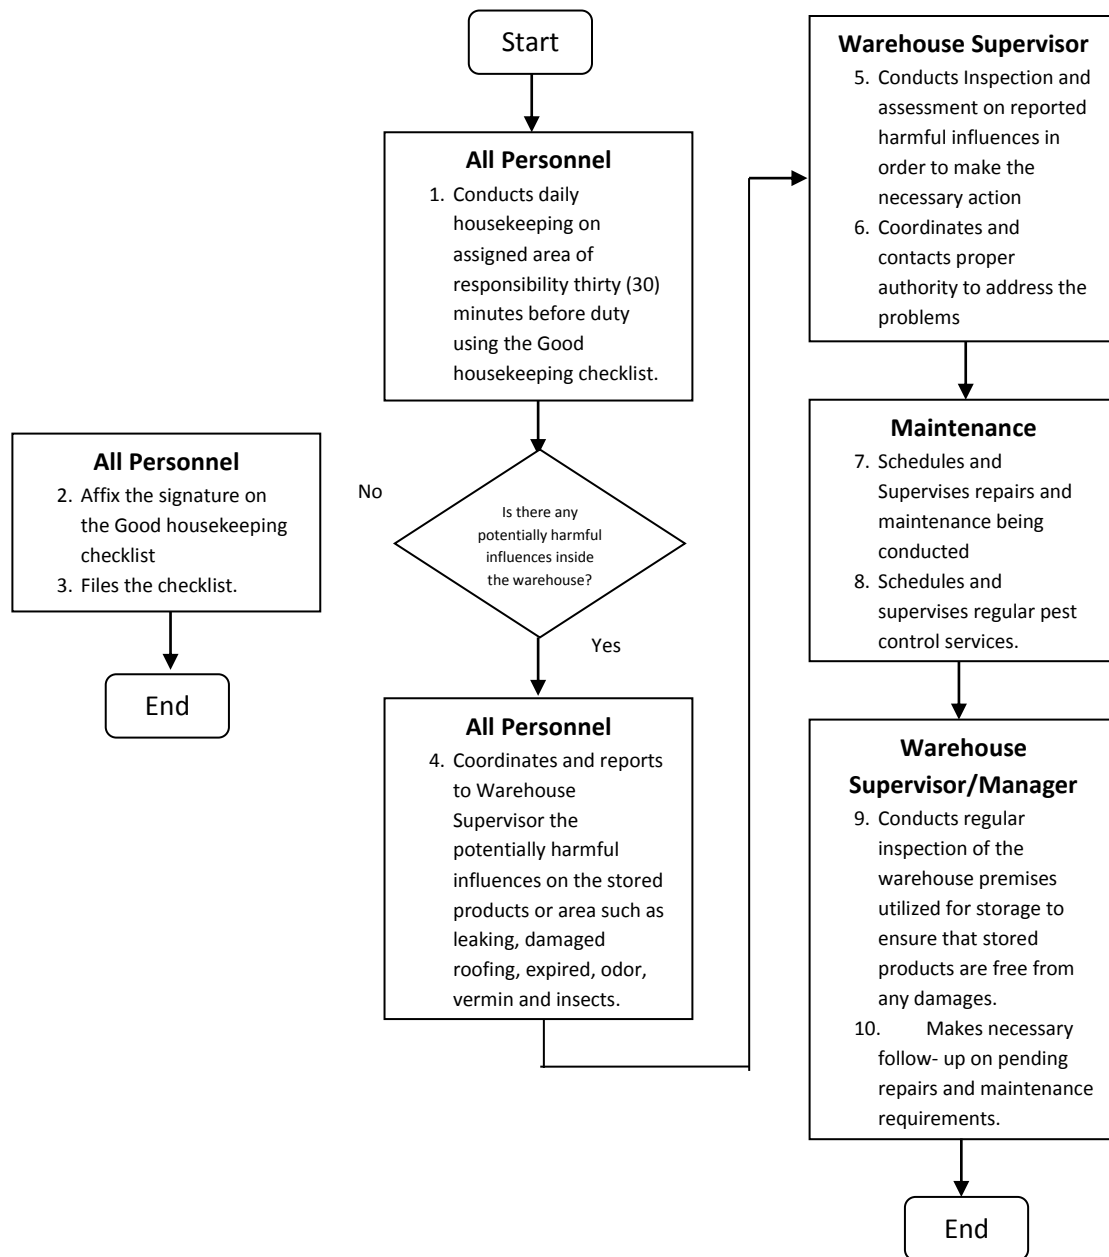 Start
All Personnel
1. Conducts daily
housekeeping on
assigned area of
responsibility thirty (30)
minutes before duty
using the Good
housekeeping checklist.
Is there any
potentially harmful
influences inside
the warehouse?
No
All Personnel
2. Affix the signature on
the Good housekeeping
checklist
3. Files the checklist.
End
Yes
All Personnel
4. Coordinates and reports
to Warehouse
Supervisor the
potentially harmful
influences on the stored
products or area such as
leaking, damaged
roofing, expired, odor,
vermin and insects.
Warehouse Supervisor
5. Conducts Inspection and
assessment on reported
harmful influences in
order to make the
necessary action
6. Coordinates and
contacts proper
authority to address the
problems
Maintenance
7. Schedules and
Supervises repairs and
maintenance being
conducted
8. Schedules and
supervises regular pest
control services.
Warehouse
Supervisor/Manager
9. Conducts regular
inspection of the
warehouse premises
utilized for storage to
ensure that stored
products are free from
any damages.
10. Makes necessary
follow- up on pending
repairs and maintenance
requirements.
End